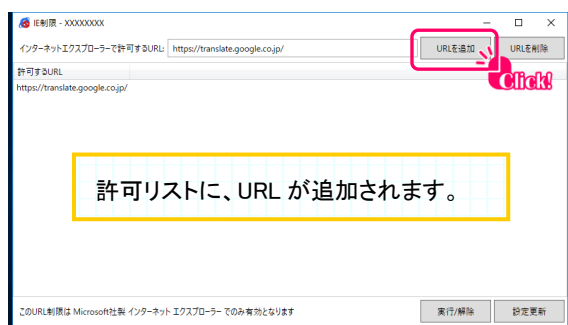 IE制限 - XXXXXXXX
インターネットエクスプローラーで許可するURL: https://translate.google.co.jp/ URLを追加 URLを削除
Click!
許可するURL
https://translate.google.co.jp/
許可リストに、URL が追加されます。
このURL制限は Microsoft社製 インターネット エクスプローラー でのみ有効となります 実行/解除 設定更新